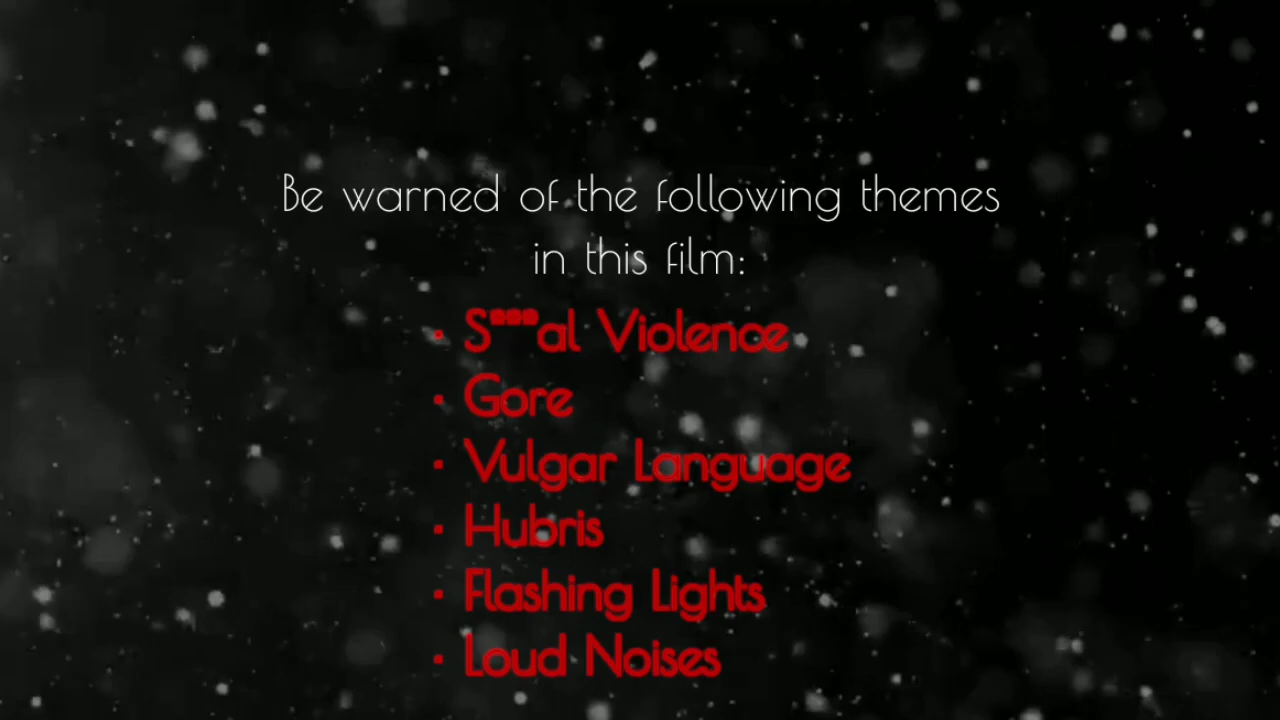 Be warned of the following themes
in this film:
• S***al Violence
• Gore
• Vulgar Language
• Hubris
• Flashing Lights
• Loud Noises